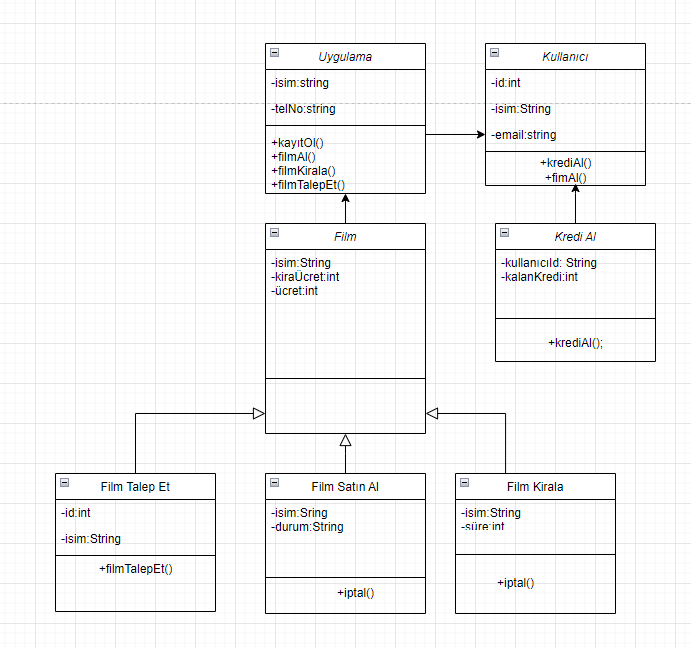 Uygulama
-isim:string
-telNo:string
+kayıtOl()
+filmAl()
+filmKirala()
+filmTalepEt()
Kullanıcı
-id:int
-isim:String
-email:string
+krediAl()
+fimAl()
Film
-isim:String
-kiraÜcret:int
-ücret:int
Kredi Al
-kullanıcıId: String
-kalanKredi:int
+krediAl();
Film Talep Et
-id:int
-isim:String
+filmTalepEt()
Film Satın Al
-isim:Sring
-durum:String
+iptal()
Film Kirala
-isim:String
-süre:int
+iptal()